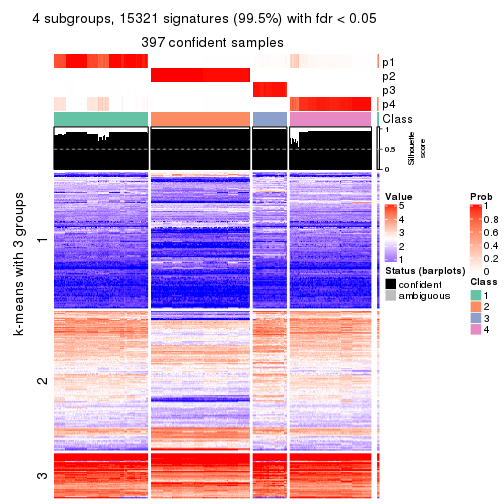 4 subgroups, 15321 signatures (99.5%) with fdr < 0.05
397 confident samples
p1
p2
p3
p4
Class
1
0.5
0
Silhouette
score
k-means with 3 groups
1
2
3
Value
5
4
3
2
1
Status (barplots)
confident
ambiguous
Prob
1
0.8
0.6
0.4
0.2
0
Class
1
2
3
4